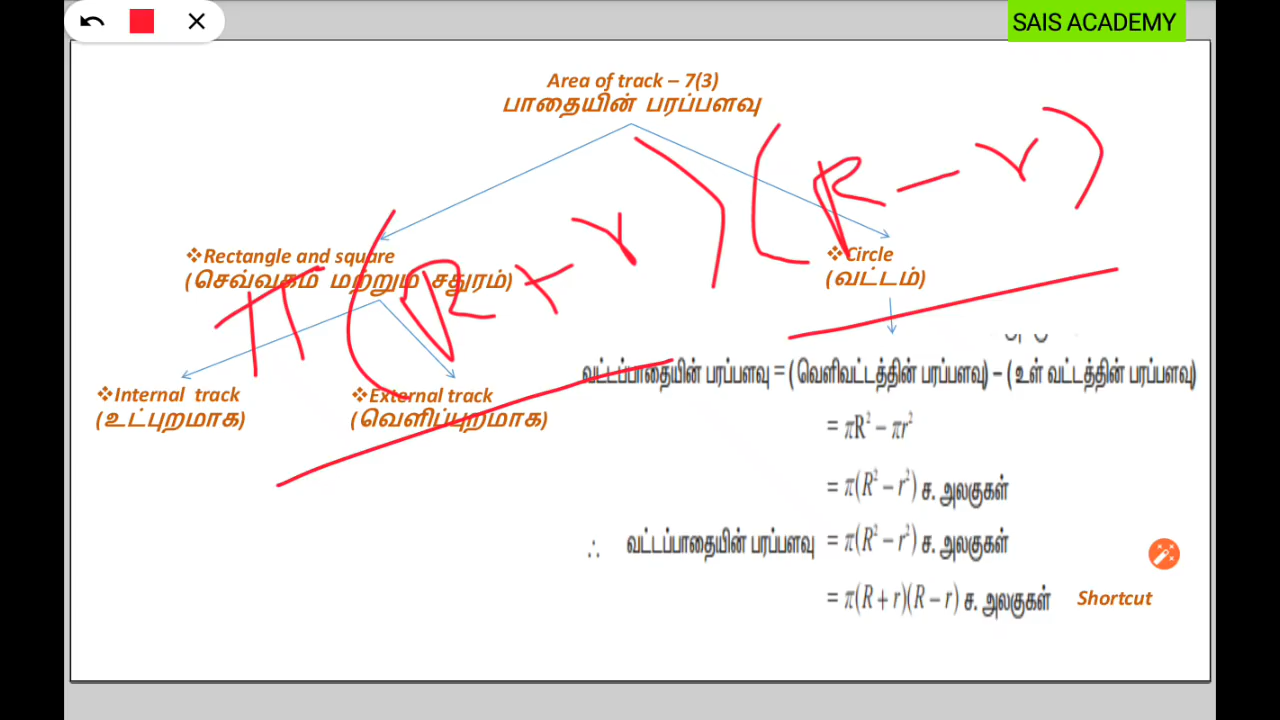 SAIS ACADEMY
Area of track – 7(3)
பாதையின் பரப்பளவு
π (R + r) (R – r)
❖Rectangle and square
(செவ்வகம் மற்றும் சதுரம்)
❖Circle
(வட்டம்)
❖Internal track
(உட்புறமாக)
❖External track
(வெளிப்புறமாக)
வட்டப்பாதையின் பரப்பளவு = (வெளிவட்டத்தின் பரப்பளவு) – (உள் வட்டத்தின் பரப்பளவு)
= πR² – πr²
= π(R² – r²) ச. அலகுகள்
∴ வட்டப்பாதையின் பரப்பளவு = π(R² – r²) ச. அலகுகள்
= π(R + r)(R – r) ச. அலகுகள் Shortcut